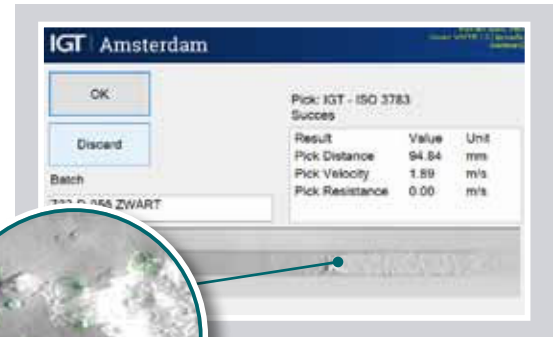 IGT Amsterdam
OK
Discard
Batch
ZWART
Pick: IGT - ISO 3783
Succes
Result Value Unit
Pick Distance 94.84 mm
Pick Velocity 1.89 m/s
Pick Resistance 0.00 m/s